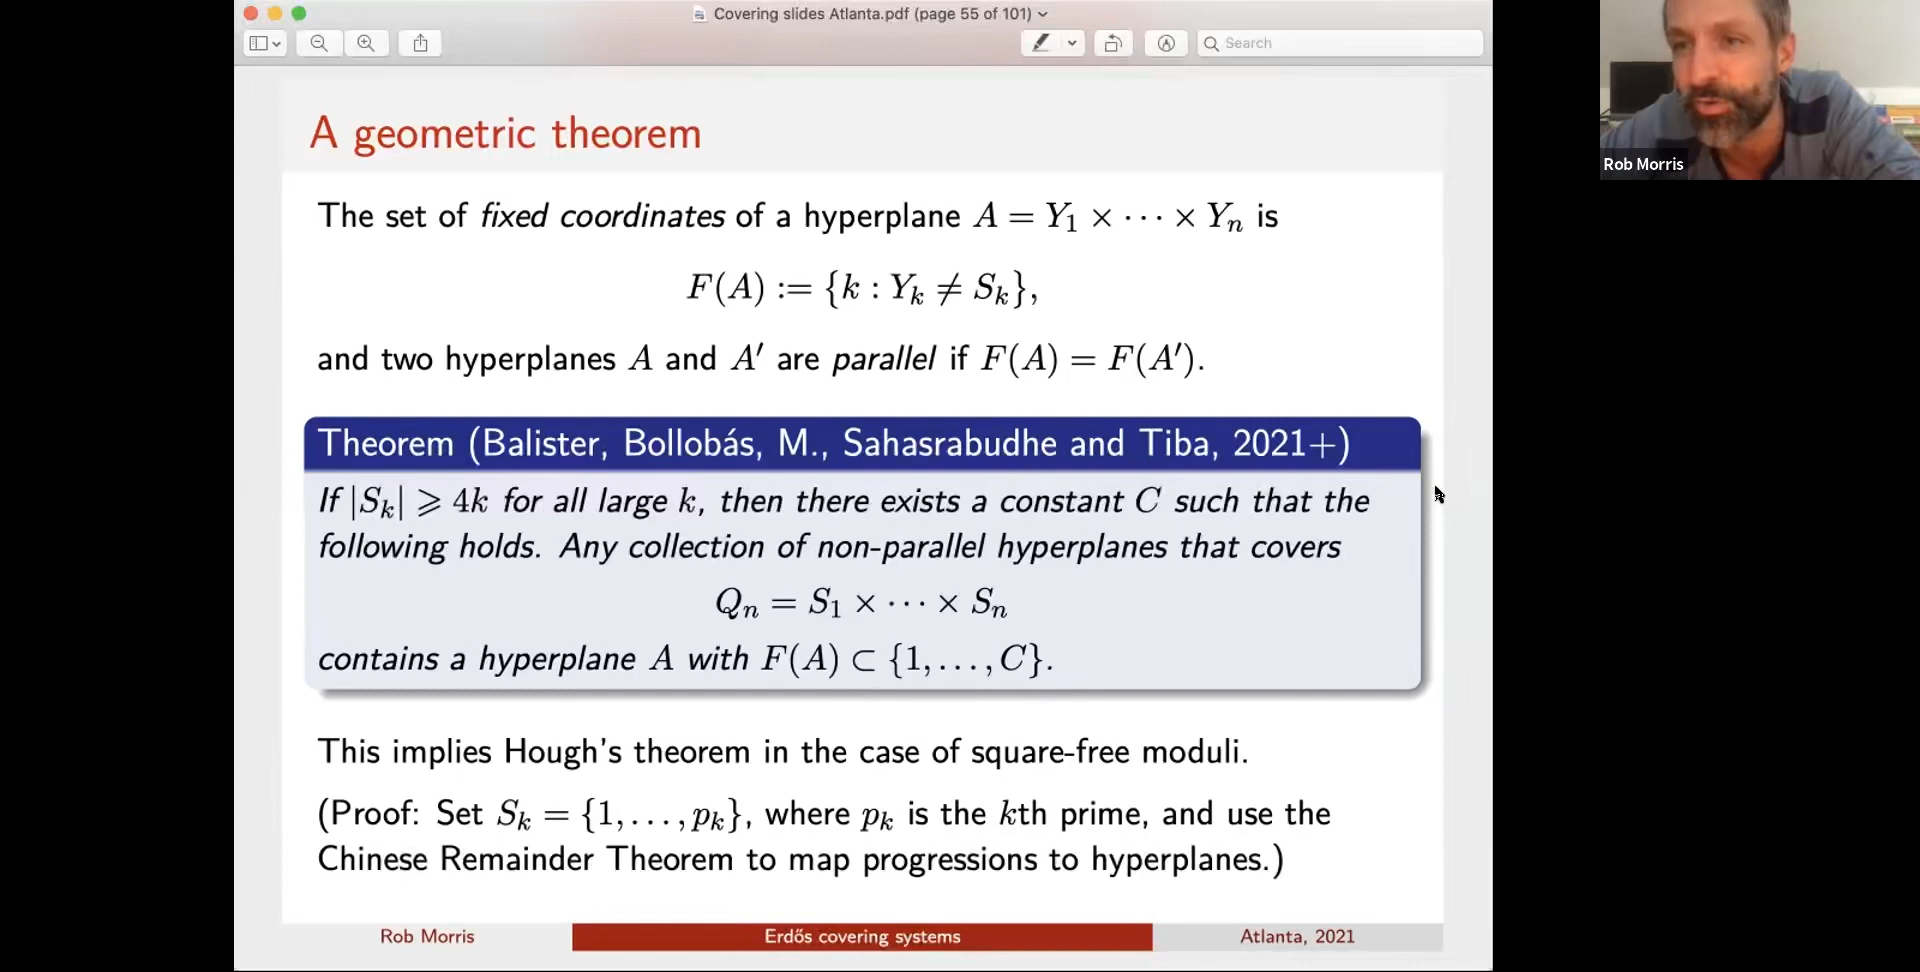 Covering slides Atlanta.pdf (page 55 of 101)
Search
A geometric theorem
The set of fixed coordinates of a hyperplane A = Y₁ × ⋯ × Yₙ is
F(A) := {k : Yₖ ≠ Sₖ},
and two hyperplanes A and A′ are parallel if F(A) = F(A′).
Theorem (Balister, Bollobás, M., Sahasrabudhe and Tiba, 2021+)
If |Sₖ| ⩾ 4k for all large k, then there exists a constant C such that the
following holds. Any collection of non-parallel hyperplanes that covers
Qₙ = S₁ × ⋯ × Sₙ
contains a hyperplane A with F(A) ⊂ {1, …, C}.
This implies Hough's theorem in the case of square-free moduli.
(Proof: Set Sₖ = {1, …, pₖ}, where pₖ is the kth prime, and use the
Chinese Remainder Theorem to map progressions to hyperplanes.)
Rob Morris
Erdős covering systems
Atlanta, 2021
Rob Morris